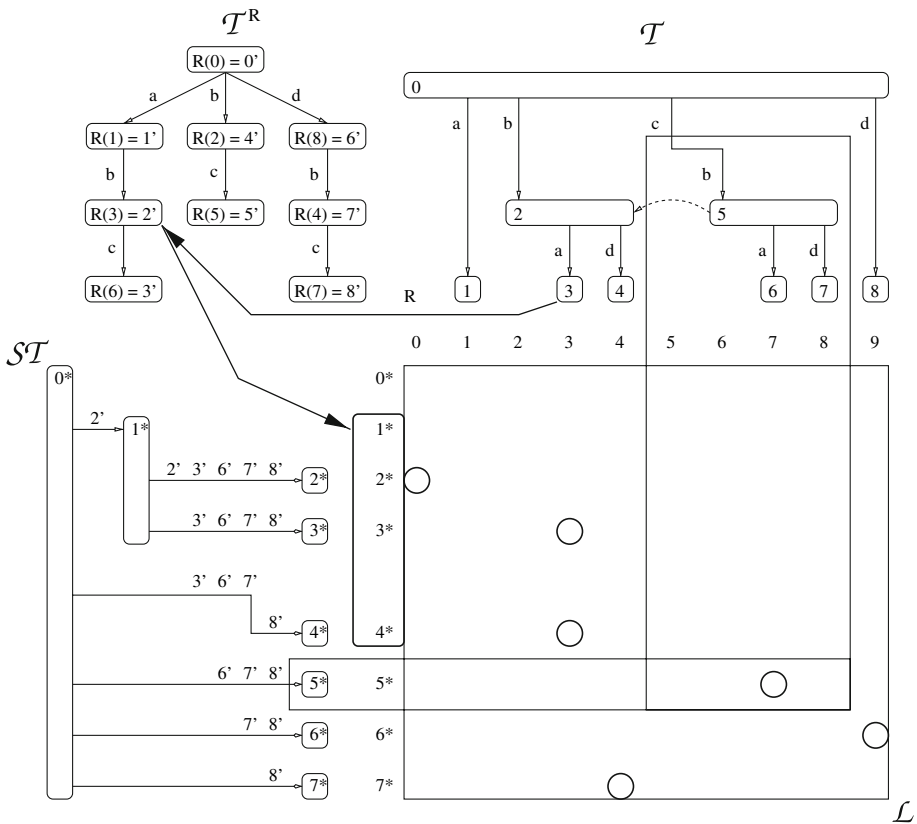 𝒯ᴿ
𝒯
R(0) = 0'
0
a b d
a b c d
R(1) = 1' R(2) = 4' R(8) = 6'
b c b
b
R(3) = 2' R(5) = 5' R(4) = 7'
2 5
c c
a d a d
R(6) = 3' R(7) = 8'
R 1 3 4 6 7 8
0 1 2 3 4 5 6 7 8 9
𝒮𝒯
0* 0*
2' 1* 1*
2' 3' 6' 7' 8' 2* 2*
3' 6' 7' 8' 3* 3*
3' 6' 7'
8' 4* 4*
6' 7' 8' 5* 5*
7' 8' 6* 6*
8' 7* 7*
ℒ